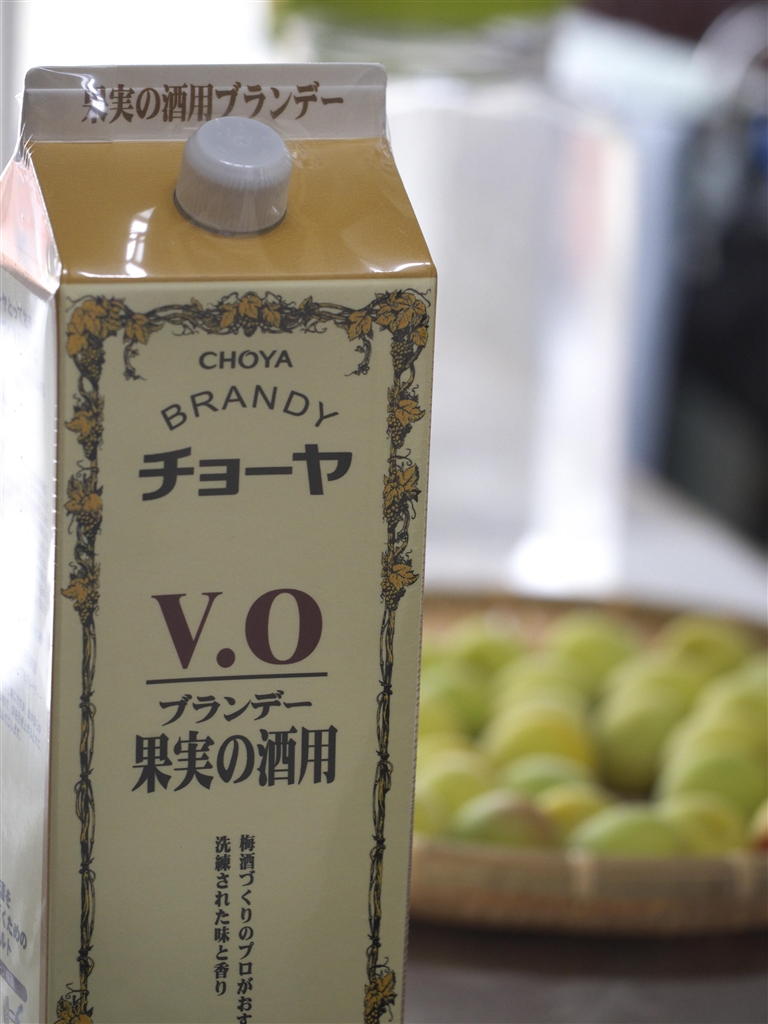 果実の酒用ブランデー
CHOYA
BRANDY
チョーヤ
V.O
ブランデー
果実の酒用
梅酒づくりのプロがおす
洗練された味と香り